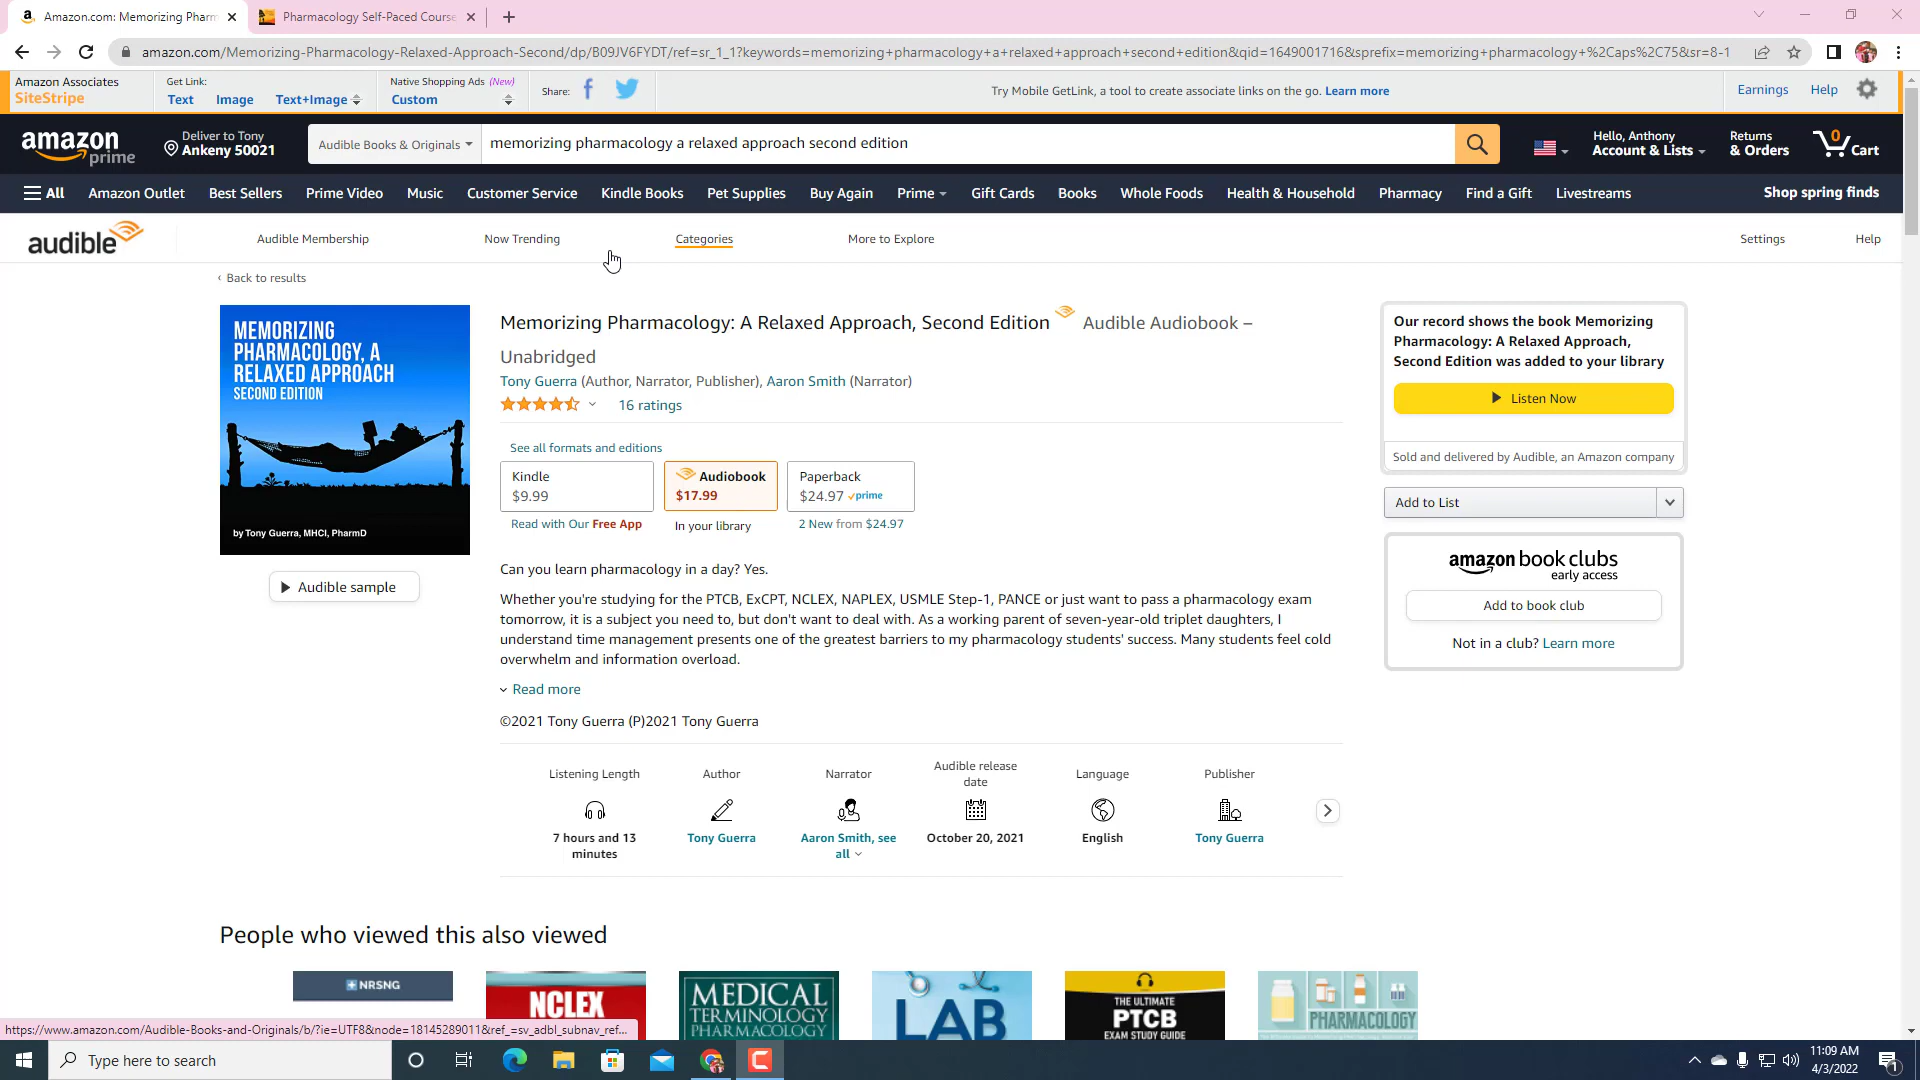 Amazon.com: Memorizing Pharm
Pharmacology Self-Paced Course
amazon.com/Memorizing-Pharmacology-Relaxed-Approach-Second/dp/B09JV6FYDT/ref=sr_1_1?keywords=memorizing+pharmacology+a+relaxed+approach+second+edition&qid=1649001716&sprefix=memorizing+pharmacology+%2Caps%2C75&sr=8-1
Amazon Associates
SiteStripe
Get Link:
Text Image Text+Image
Native Shopping Ads (New)
Custom
Share:
Try Mobile GetLink, a tool to create associate links on the go. Learn more
Earnings Help
amazon prime
Deliver to Tony
Ankeny 50021
Audible Books & Originals
memorizing pharmacology a relaxed approach second edition
Hello, Anthony
Account & Lists
Returns
& Orders
0
Cart
All Amazon Outlet Best Sellers Prime Video Music Customer Service Kindle Books Pet Supplies Buy Again Prime Gift Cards Books Whole Foods Health & Household Pharmacy Find a Gift Livestreams Shop spring finds
audible
Audible Membership Now Trending Categories More to Explore Settings Help
‹ Back to results
MEMORIZING
PHARMACOLOGY, A
RELAXED APPROACH
SECOND EDITION
by Tony Guerra, MHCI, PharmD
Audible sample
Memorizing Pharmacology: A Relaxed Approach, Second Edition Audible Audiobook –
Unabridged
Tony Guerra (Author, Narrator, Publisher), Aaron Smith (Narrator)
16 ratings
See all formats and editions
Kindle
$9.99
Read with Our Free App
Audiobook
$17.99
In your library
Paperback
$24.97 prime
2 New from $24.97
Can you learn pharmacology in a day? Yes.
Whether you're studying for the PTCB, ExCPT, NCLEX, NAPLEX, USMLE Step-1, PANCE or just want to pass a pharmacology exam
tomorrow, it is a subject you need to, but don't want to deal with. As a working parent of seven-year-old triplet daughters, I
understand time management presents one of the greatest barriers to my pharmacology students' success. Many students feel cold
overwhelm and information overload.
Read more
©2021 Tony Guerra (P)2021 Tony Guerra
Listening Length
7 hours and 13
minutes
Author
Tony Guerra
Narrator
Aaron Smith, see
all
Audible release
date
October 20, 2021
Language
English
Publisher
Tony Guerra
Our record shows the book Memorizing
Pharmacology: A Relaxed Approach,
Second Edition was added to your library
Listen Now
Sold and delivered by Audible, an Amazon company
Add to List
amazon book clubs
early access
Add to book club
Not in a club? Learn more
People who viewed this also viewed
NRSNG
NCLEX
MEDICAL
TERMINOLOGY
PHARMACOLOGY
LAB
THE ULTIMATE
PTCB
EXAM STUDY GUIDE
PHARMACOLOGY
https://www.amazon.com/Audible-Books-and-Originals/b/?ie=UTF8&node=18145289011&ref_=sv_adbl_subnav_ref...
Type here to search
11:09 AM
4/3/2022
1